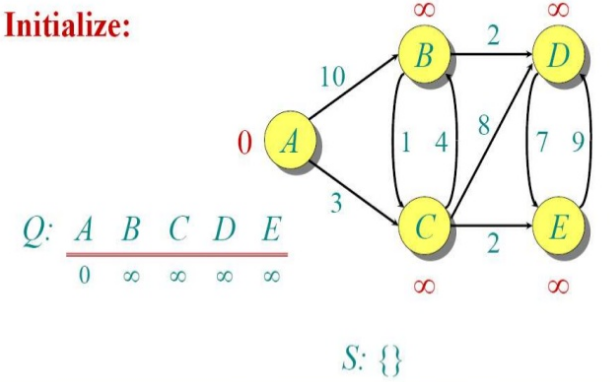 Initialize:
∞ ∞
B 2 D
10
0 A 1 4 8 7 9
3
Q: A B C D E
C 2 E
0 ∞ ∞ ∞ ∞
∞ ∞
S: {}